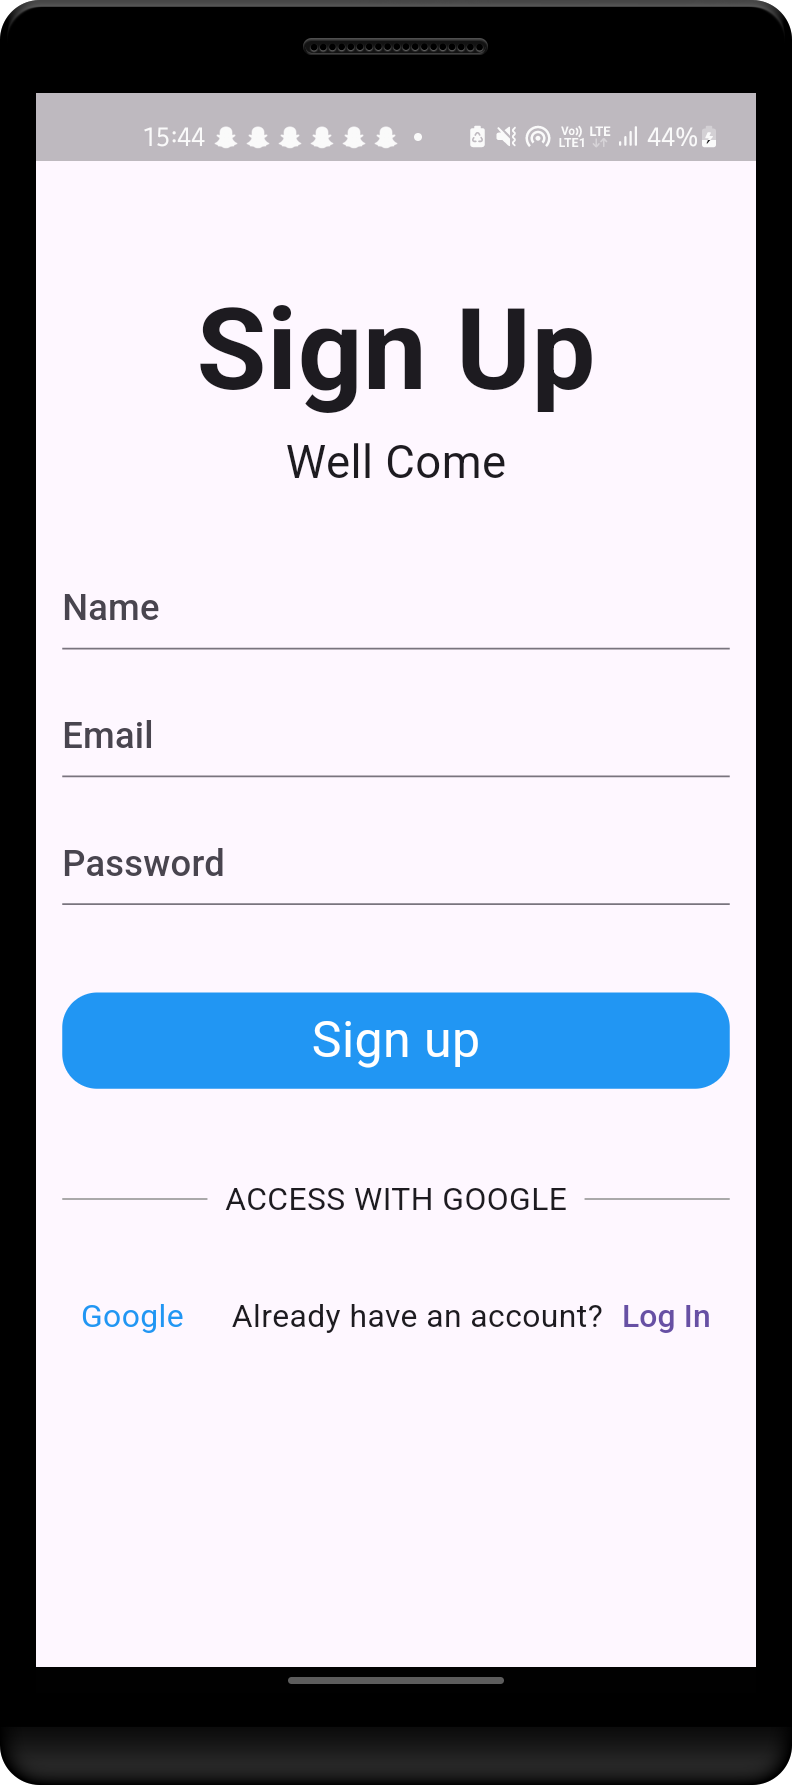 15:44 Vo)) LTE1 LTE 44%
Sign Up
Well Come
Name
Email
Password
Sign up
ACCESS WITH GOOGLE
Google Already have an account? Log In